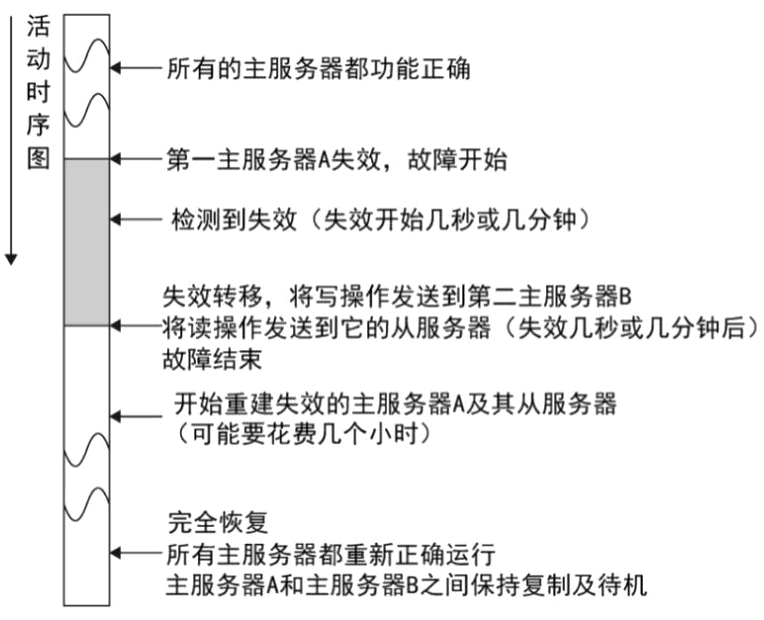 活动时序图
所有的主服务器都功能正确
第一主服务器A失效，故障开始
检测到失效（失效开始几秒或几分钟）
失效转移，将写操作发送到第二主服务器B
将读操作发送到它的从服务器（失效几秒或几分钟后）
故障结束
开始重建失效的主服务器A及其从服务器
（可能要花费几个小时）
完全恢复
所有主服务器都重新正确运行
主服务器A和主服务器B之间保持复制及待机